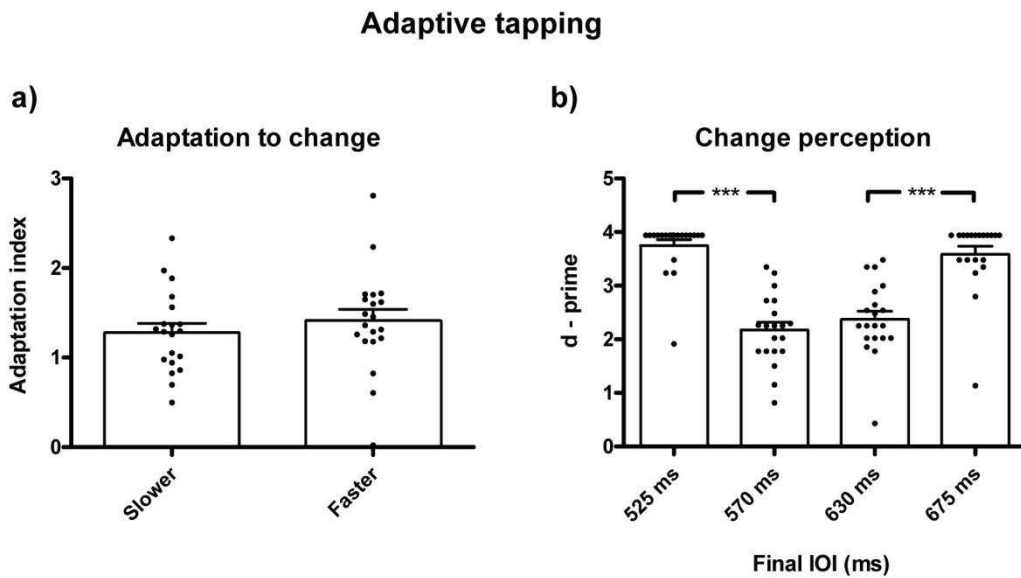 Adaptive tapping
a)
Adaptation to change
Adaptation index
3
2
1
0
Slower
Faster
b)
Change perception
d - prime
5
4
3
2
1
0
***
***
525 ms
570 ms
630 ms
675 ms
Final IOI (ms)